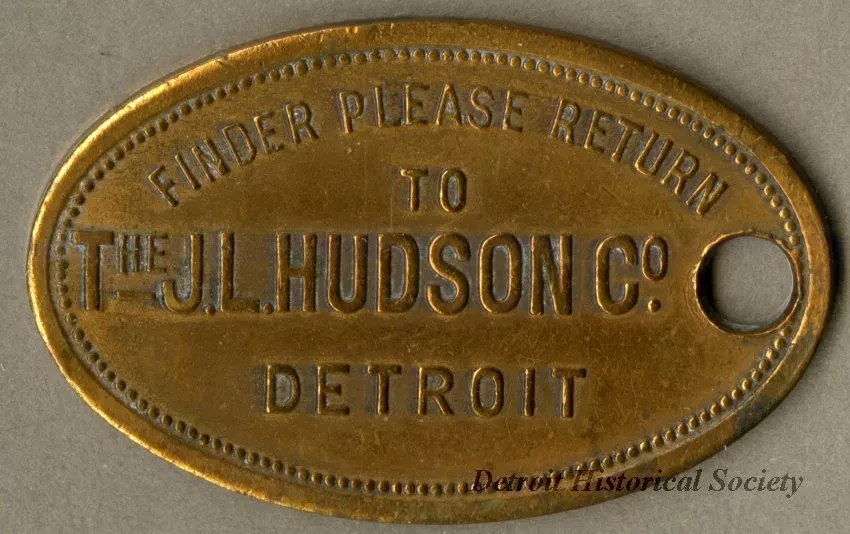 FINDER PLEASE RETURN
TO
THE J.L. HUDSON CO.
DETROIT
Detroit Historical Society